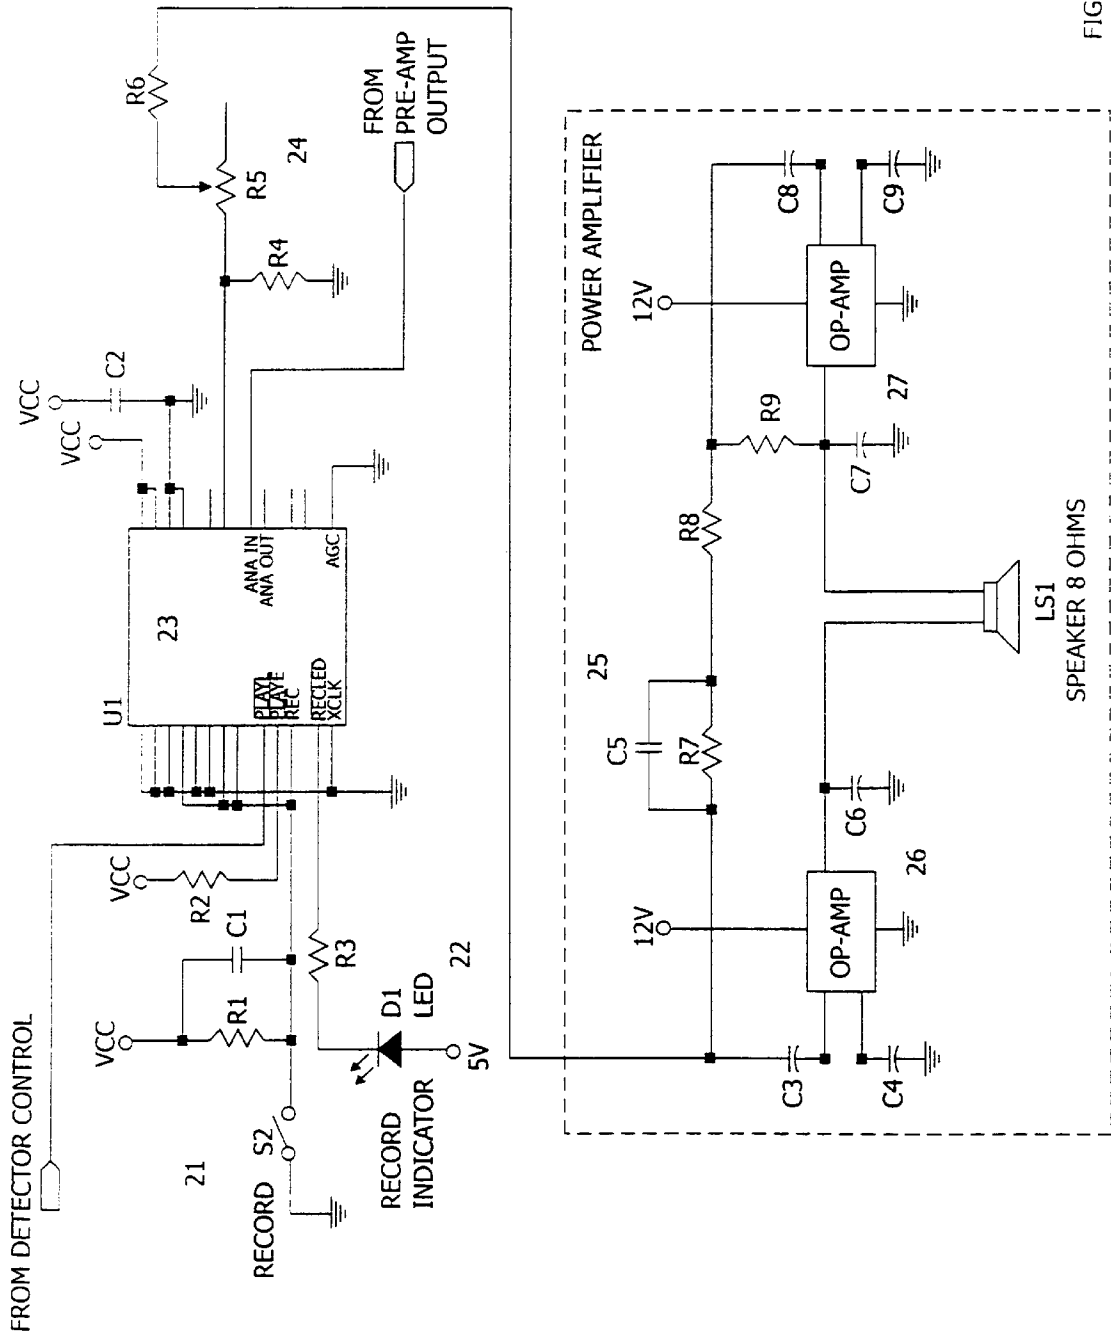 FROM DETECTOR CONTROL
21
RECORD
S2
VCC
R1
C1
VCC
R2
RECORD
INDICATOR
D1
LED
5V
22
R3
U1
23
PLAYL
PLAYE
REC
RECLED
XCLK
ANA IN
ANA OUT
AGC
VCC
VCC
C2
R4
R5
24
R6
FROM
PRE-AMP
OUTPUT
POWER AMPLIFIER
25
12V
OP-AMP
26
C3
C4
C6
C5
R7
R8
R9
C7
12V
OP-AMP
27
C8
C9
LS1
SPEAKER 8 OHMS
FIG